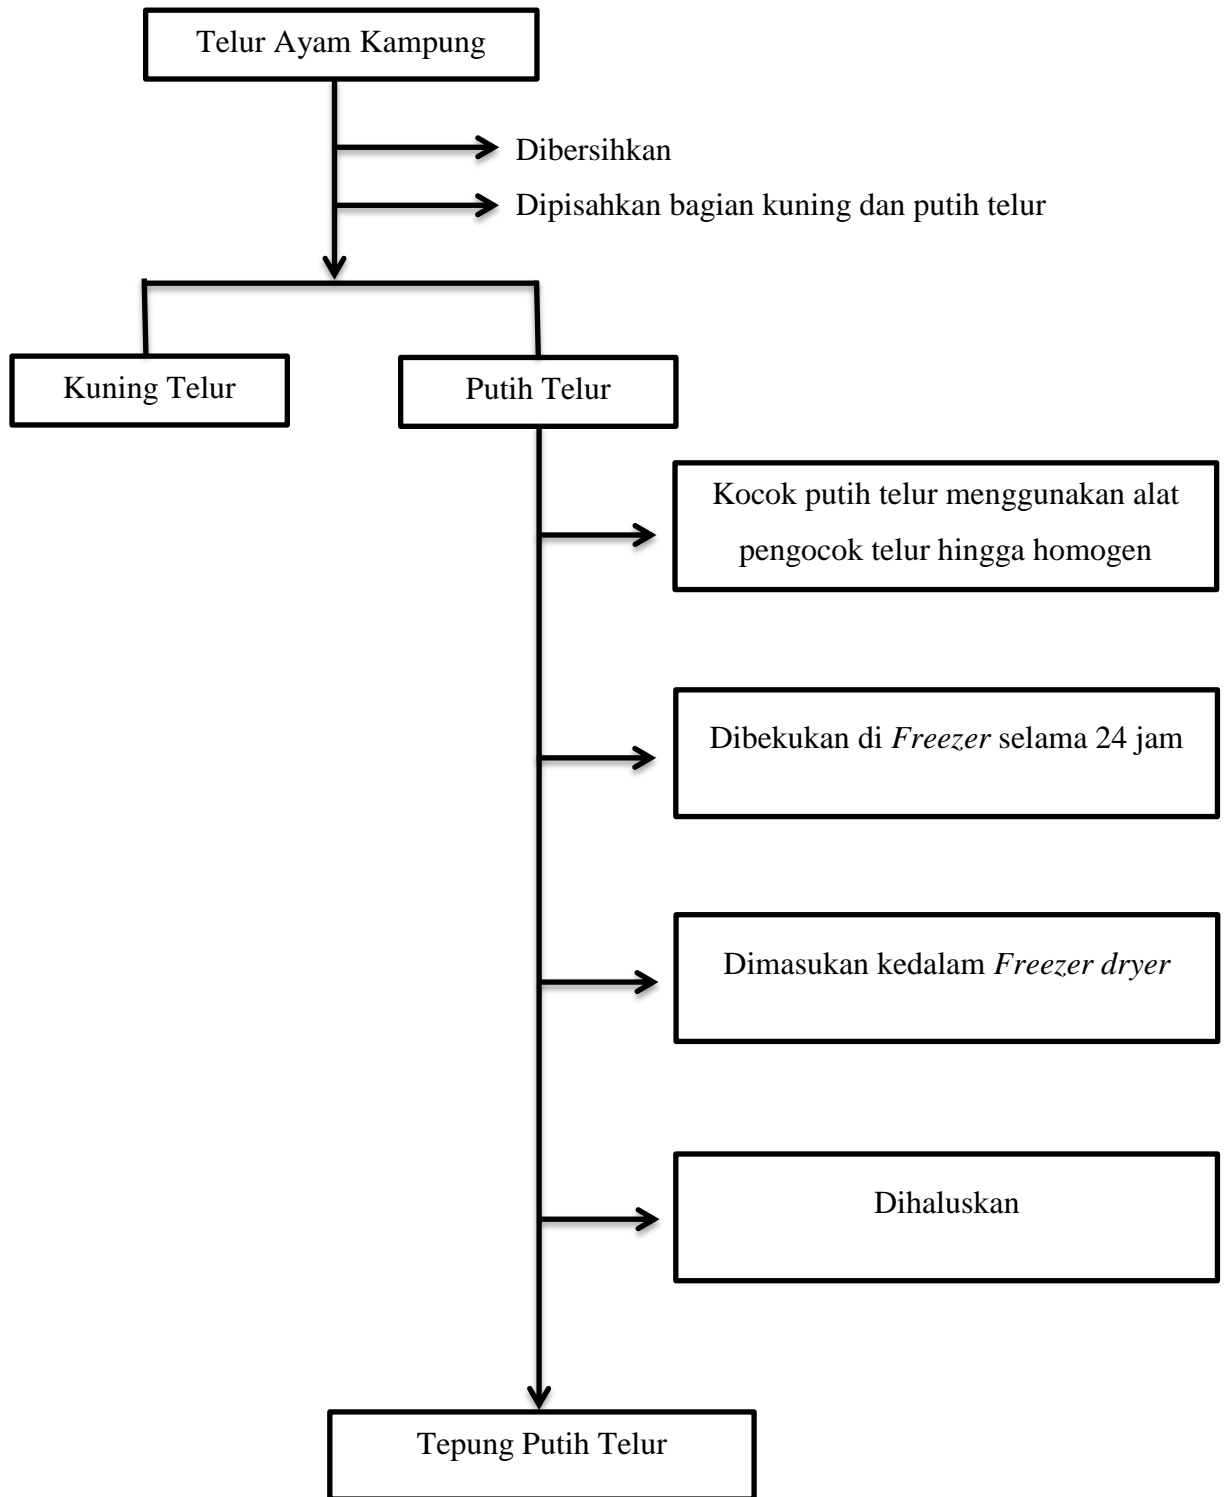 Telur Ayam Kampung
Dibersihkan
Dipisahkan bagian kuning dan putih telur
Kuning Telur
Putih Telur
Kocok putih telur menggunakan alat
pengocok telur hingga homogen
Dibekukan di Freezer selama 24 jam
Dimasukan kedalam Freezer dryer
Dihaluskan
Tepung Putih Telur